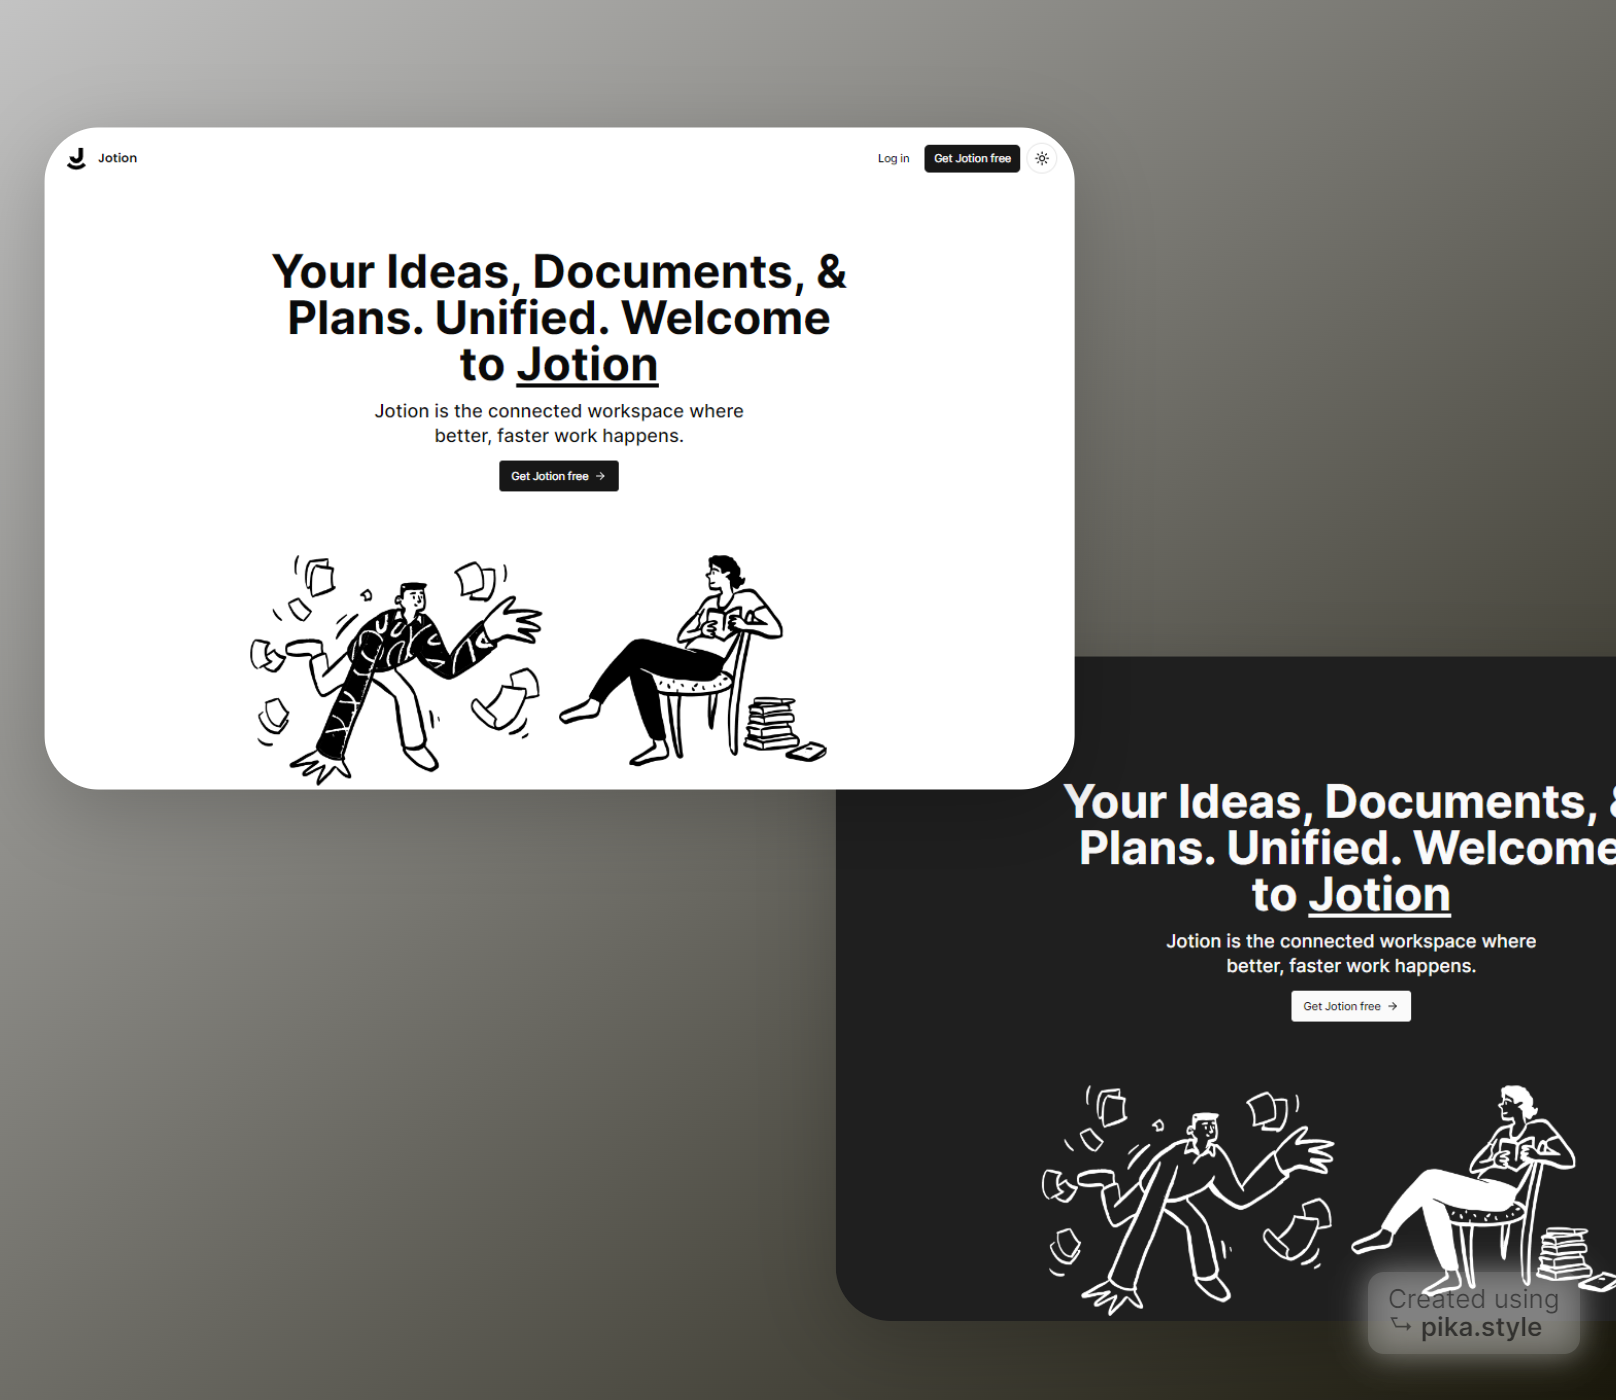 Jotion
Log in
Get Jotion free
Your Ideas, Documents, &
Plans. Unified. Welcome
to Jotion
Jotion is the connected workspace where
better, faster work happens.
Get Jotion free →
Your Ideas, Documents, &
Plans. Unified. Welcome
to Jotion
Jotion is the connected workspace where
better, faster work happens.
Get Jotion free →
Created using
pika.style